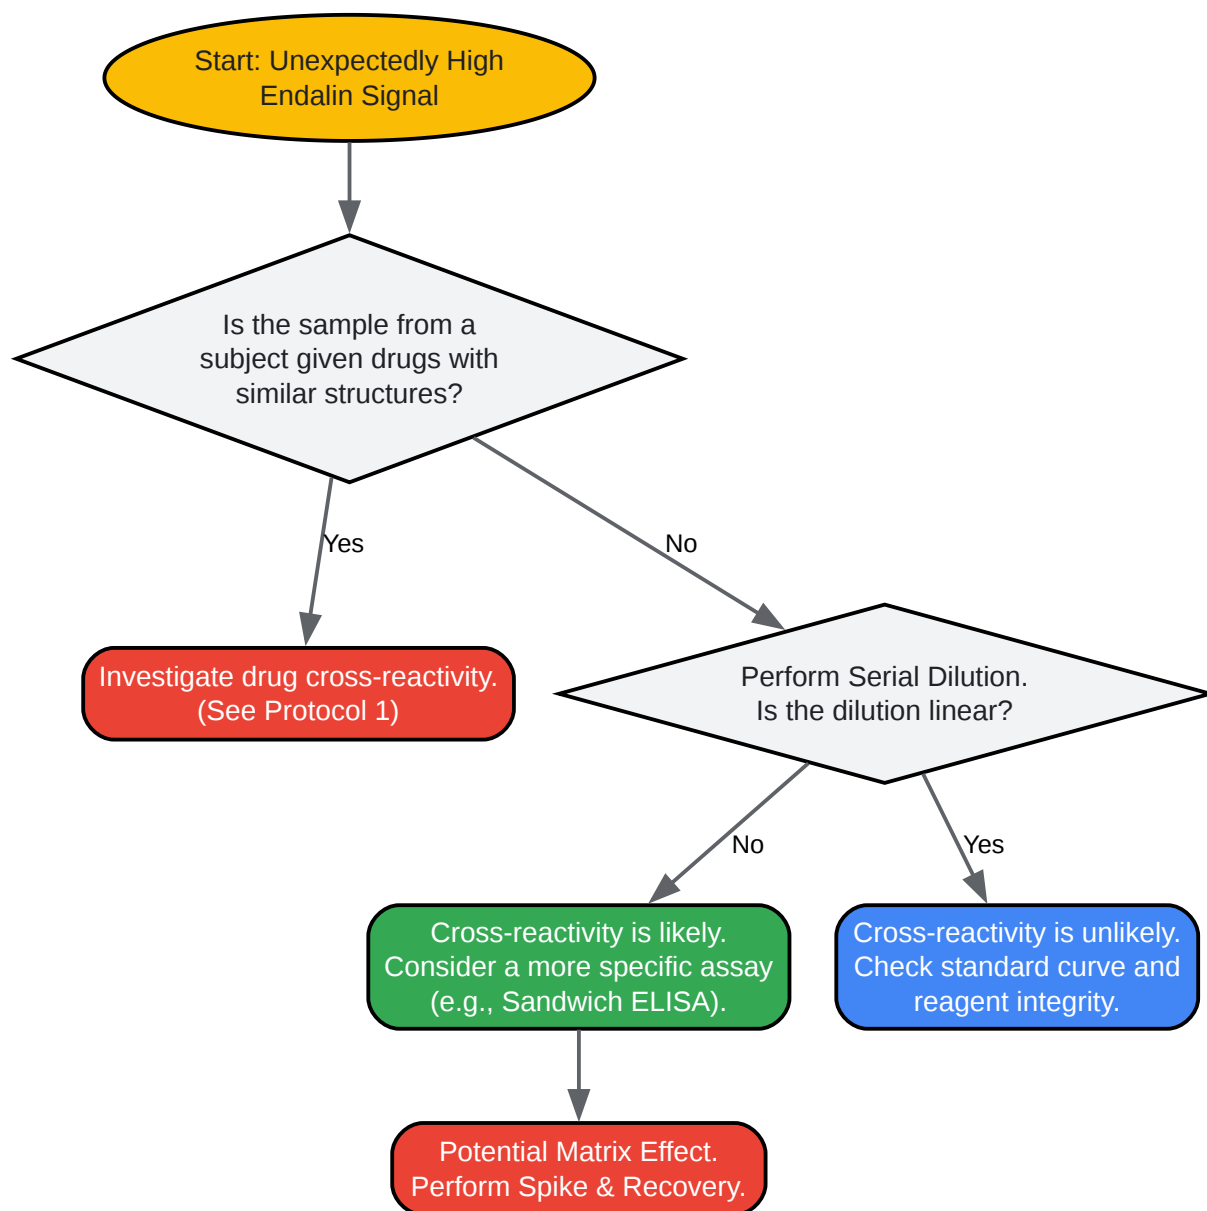 Start: Unexpectedly High
Endalin Signal
Is the sample from a
subject given drugs with
similar structures?
Yes
No
Investigate drug cross-reactivity.
(See Protocol 1)
Perform Serial Dilution.
Is the dilution linear?
No
Yes
Cross-reactivity is likely.
Consider a more specific assay
(e.g., Sandwich ELISA).
Cross-reactivity is unlikely.
Check standard curve and
reagent integrity.
Potential Matrix Effect.
Perform Spike & Recovery.